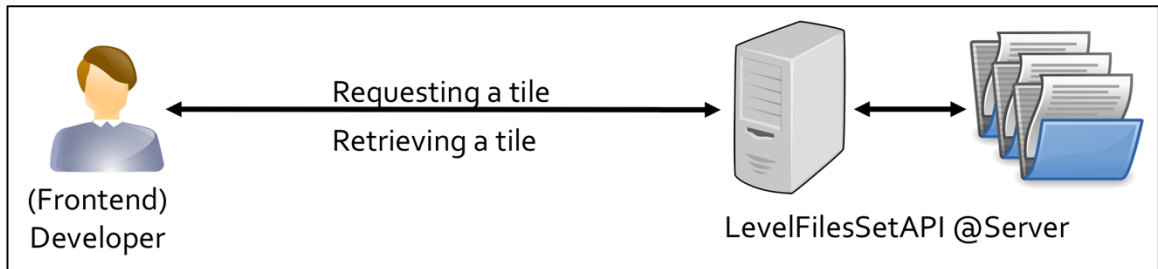 Requesting a tile
Retrieving a tile
(Frontend)
Developer
LevelFilesSetAPI @Server